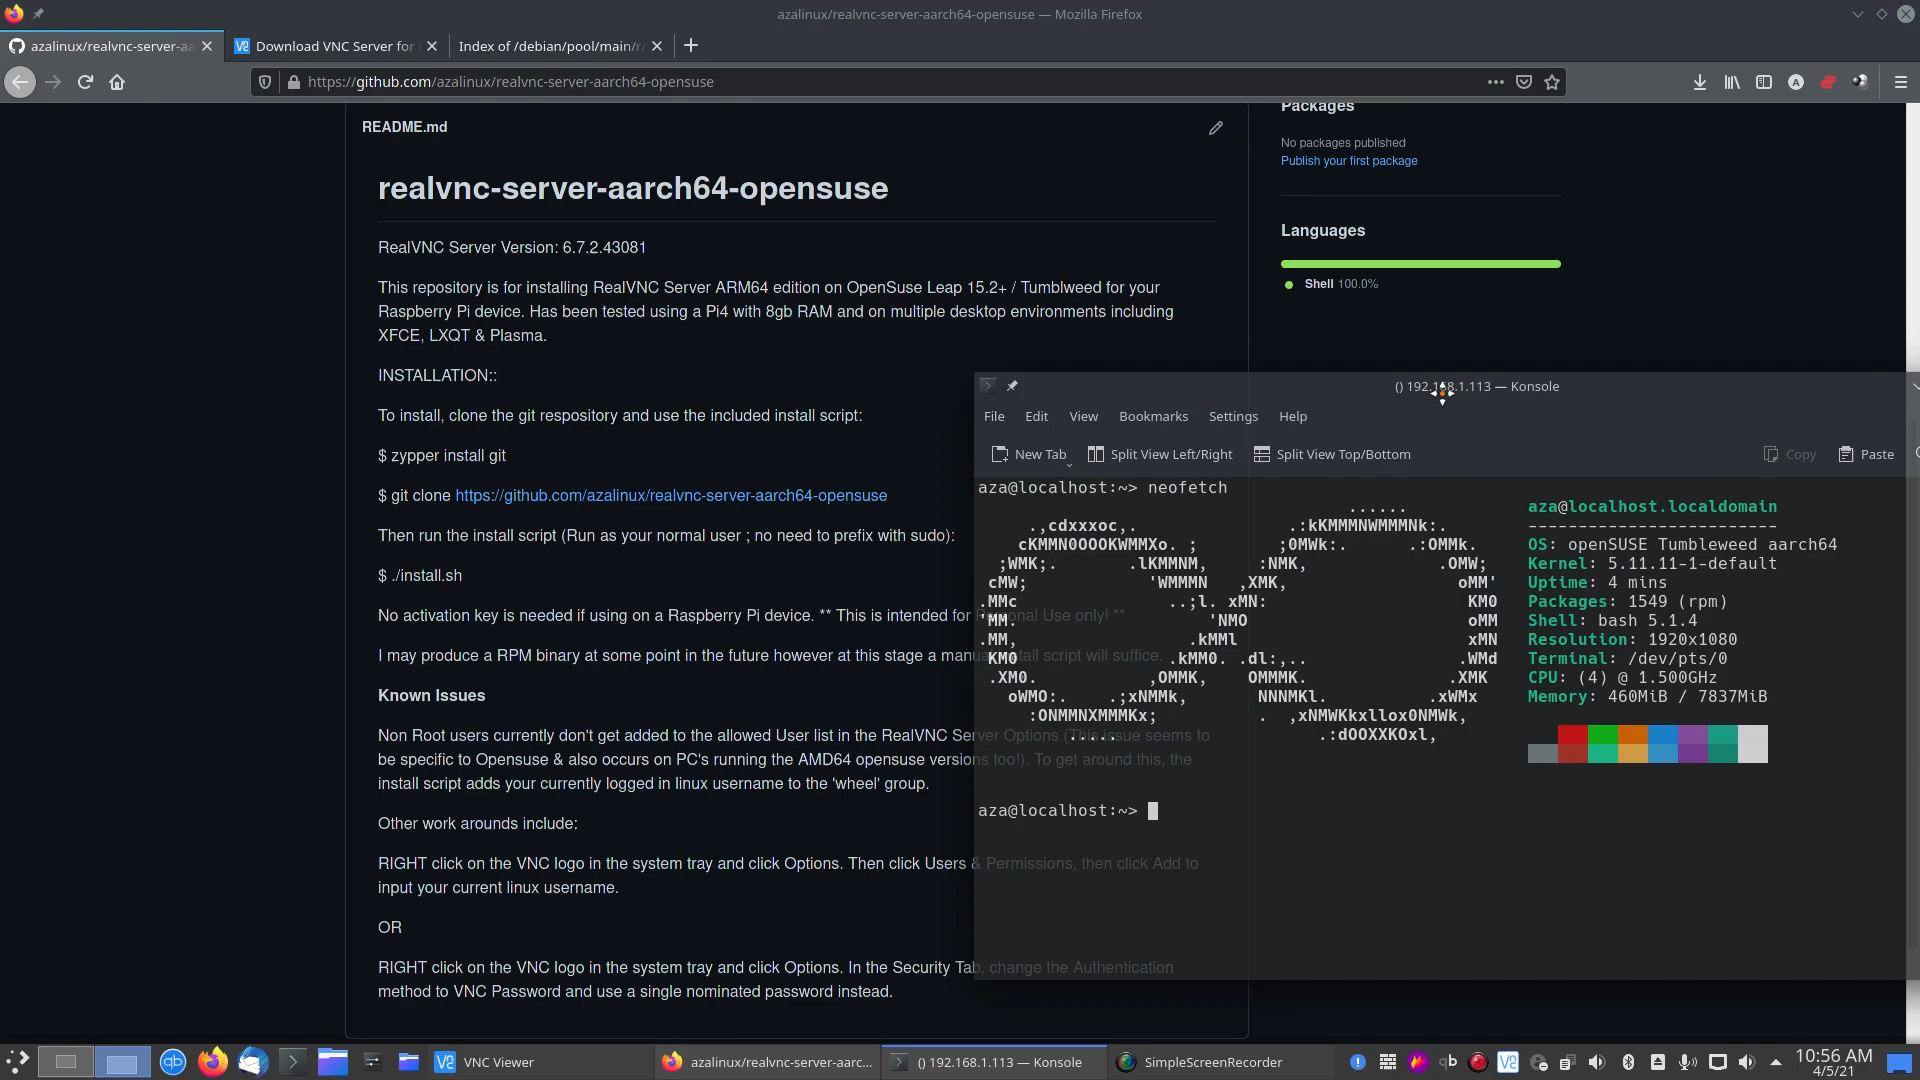 azalinux/realvnc-server-aarch64-opensuse — Mozilla Firefox
azalinux/realvnc-server-aa
Download VNC Server for
Index of /debian/pool/main/r
https://github.com/azalinux/realvnc-server-aarch64-opensuse
README.md
realvnc-server-aarch64-opensuse
RealVNC Server Version: 6.7.2.43081
This repository is for installing RealVNC Server ARM64 edition on OpenSuse Leap 15.2+ / Tumblweed for your
Raspberry Pi device. Has been tested using a Pi4 with 8gb RAM and on multiple desktop environments including
XFCE, LXQT & Plasma.
INSTALLATION::
To install, clone the git respository and use the included install script:
$ zypper install git
$ git clone https://github.com/azalinux/realvnc-server-aarch64-opensuse
Then run the install script (Run as your normal user ; no need to prefix with sudo):
$ ./install.sh
No activation key is needed if using on a Raspberry Pi device. ** This is intended for Personal Use only! **
I may produce a RPM binary at some point in the future however at this stage a manual install script will suffice.
Known Issues
Non Root users currently don't get added to the allowed User list in the RealVNC Server Options (This issue seems to
be specific to Opensuse & also occurs on PC's running the AMD64 opensuse versions too!). To get around this, the
install script adds your currently logged in linux username to the 'wheel' group.
Other work arounds include:
RIGHT click on the VNC logo in the system tray and click Options. Then click Users & Permissions, then click Add to
input your current linux username.
OR
RIGHT click on the VNC logo in the system tray and click Options. In the Security Tab, change the Authentication
method to VNC Password and use a single nominated password instead.
Packages
No packages published
Publish your first package
Languages
Shell 100.0%
() 192.168.1.113 — Konsole
File Edit View Bookmarks Settings Help
New Tab Split View Left/Right Split View Top/Bottom Copy Paste
aza@localhost:~> neofetch
aza@localhost.localdomain
-------------------------
OS: openSUSE Tumbleweed aarch64
Kernel: 5.11.11-1-default
Uptime: 4 mins
Packages: 1549 (rpm)
Shell: bash 5.1.4
Resolution: 1920x1080
Terminal: /dev/pts/0
CPU: (4) @ 1.500GHz
Memory: 460MiB / 7837MiB
aza@localhost:~>
VNC Viewer
azalinux/realvnc-server-aarc...
() 192.168.1.113 — Konsole
SimpleScreenRecorder
10:56 AM
4/5/21